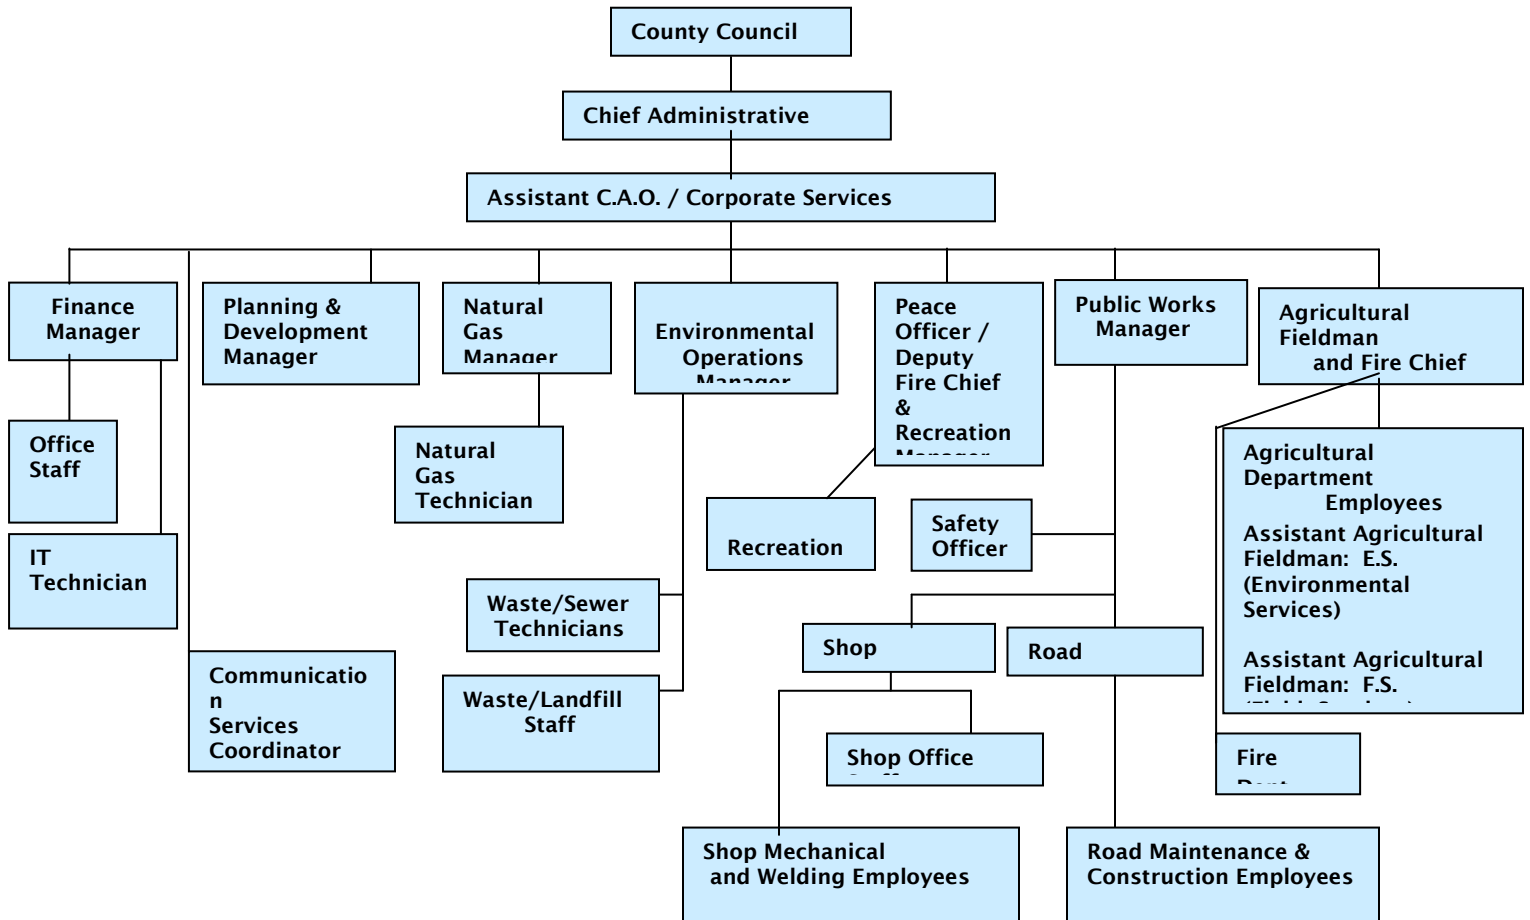 County Council
Chief Administrative
Assistant C.A.O. / Corporate Services
Finance
Manager
Planning &
Development
Manager
Natural
Gas
Manager
Environmental
Operations
Manager
Peace
Officer /
Deputy
Fire Chief
&
Recreation
Manager
Public Works
Manager
Agricultural
Fieldman
and Fire Chief
Office
Staff
Natural
Gas
Technician
Agricultural
Department
Employees
Assistant Agricultural
Fieldman:  E.S.
(Environmental
Services)
Assistant Agricultural
Fieldman:  F.S.
Recreation
Safety
Officer
IT
Technician
Waste/Sewer
Technicians
Shop
Road
Communicatio
n
Services
Coordinator
Waste/Landfill
Staff
Shop Office
Fire
Shop Mechanical
and Welding Employees
Road Maintenance &
Construction Employees